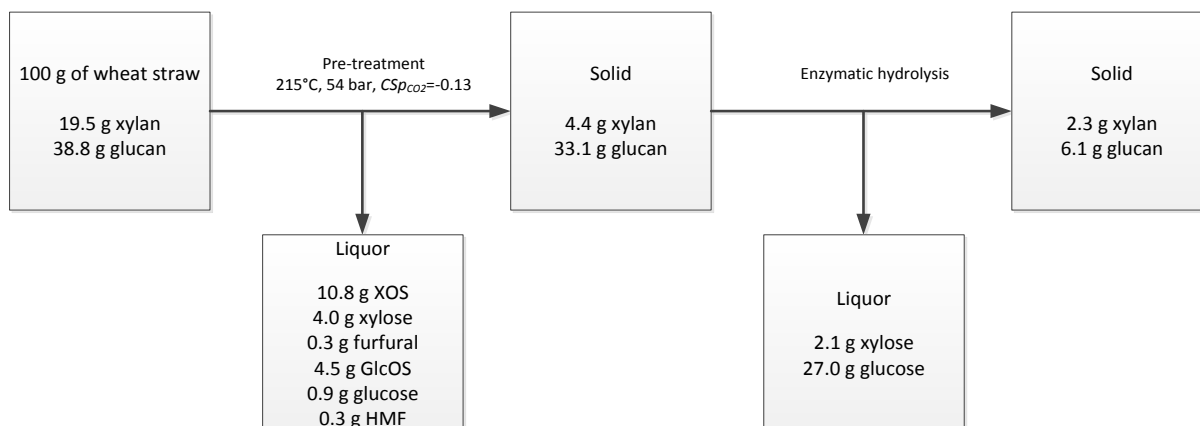 100 g of wheat straw
19.5 g xylan
38.8 g glucan
Pre-treatment
215°C, 54 bar, CSpCO2=-0.13
Solid
4.4 g xylan
33.1 g glucan
Enzymatic hydrolysis
Solid
2.3 g xylan
6.1 g glucan
Liquor
10.8 g XOS
4.0 g xylose
0.3 g furfural
4.5 g GlcOS
0.9 g glucose
0.3 g HMF
Liquor
2.1 g xylose
27.0 g glucose